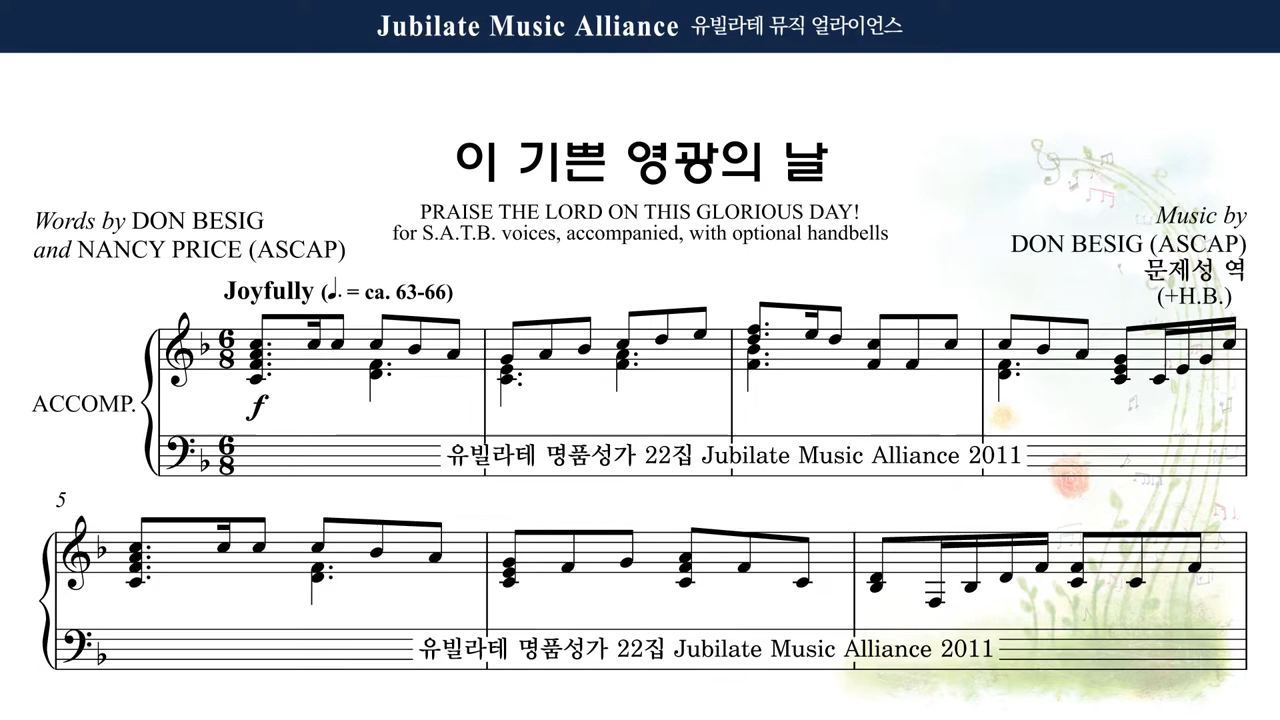 Jubilate Music Alliance 유빌라테 뮤직 얼라이언스
이 기쁜 영광의 날
PRAISE THE LORD ON THIS GLORIOUS DAY!
for S.A.T.B. voices, accompanied, with optional handbells
Words by DON BESIG
and NANCY PRICE (ASCAP)
Music by
DON BESIG (ASCAP)
문제성 역
(+H.B.)
Joyfully (♩. = ca. 63-66)
6
8
f
ACCOMP.
6
8
유빌라테 명품성가 22집 Jubilate Music Alliance 2011
5
유빌라테 명품성가 22집 Jubilate Music Alliance 2011